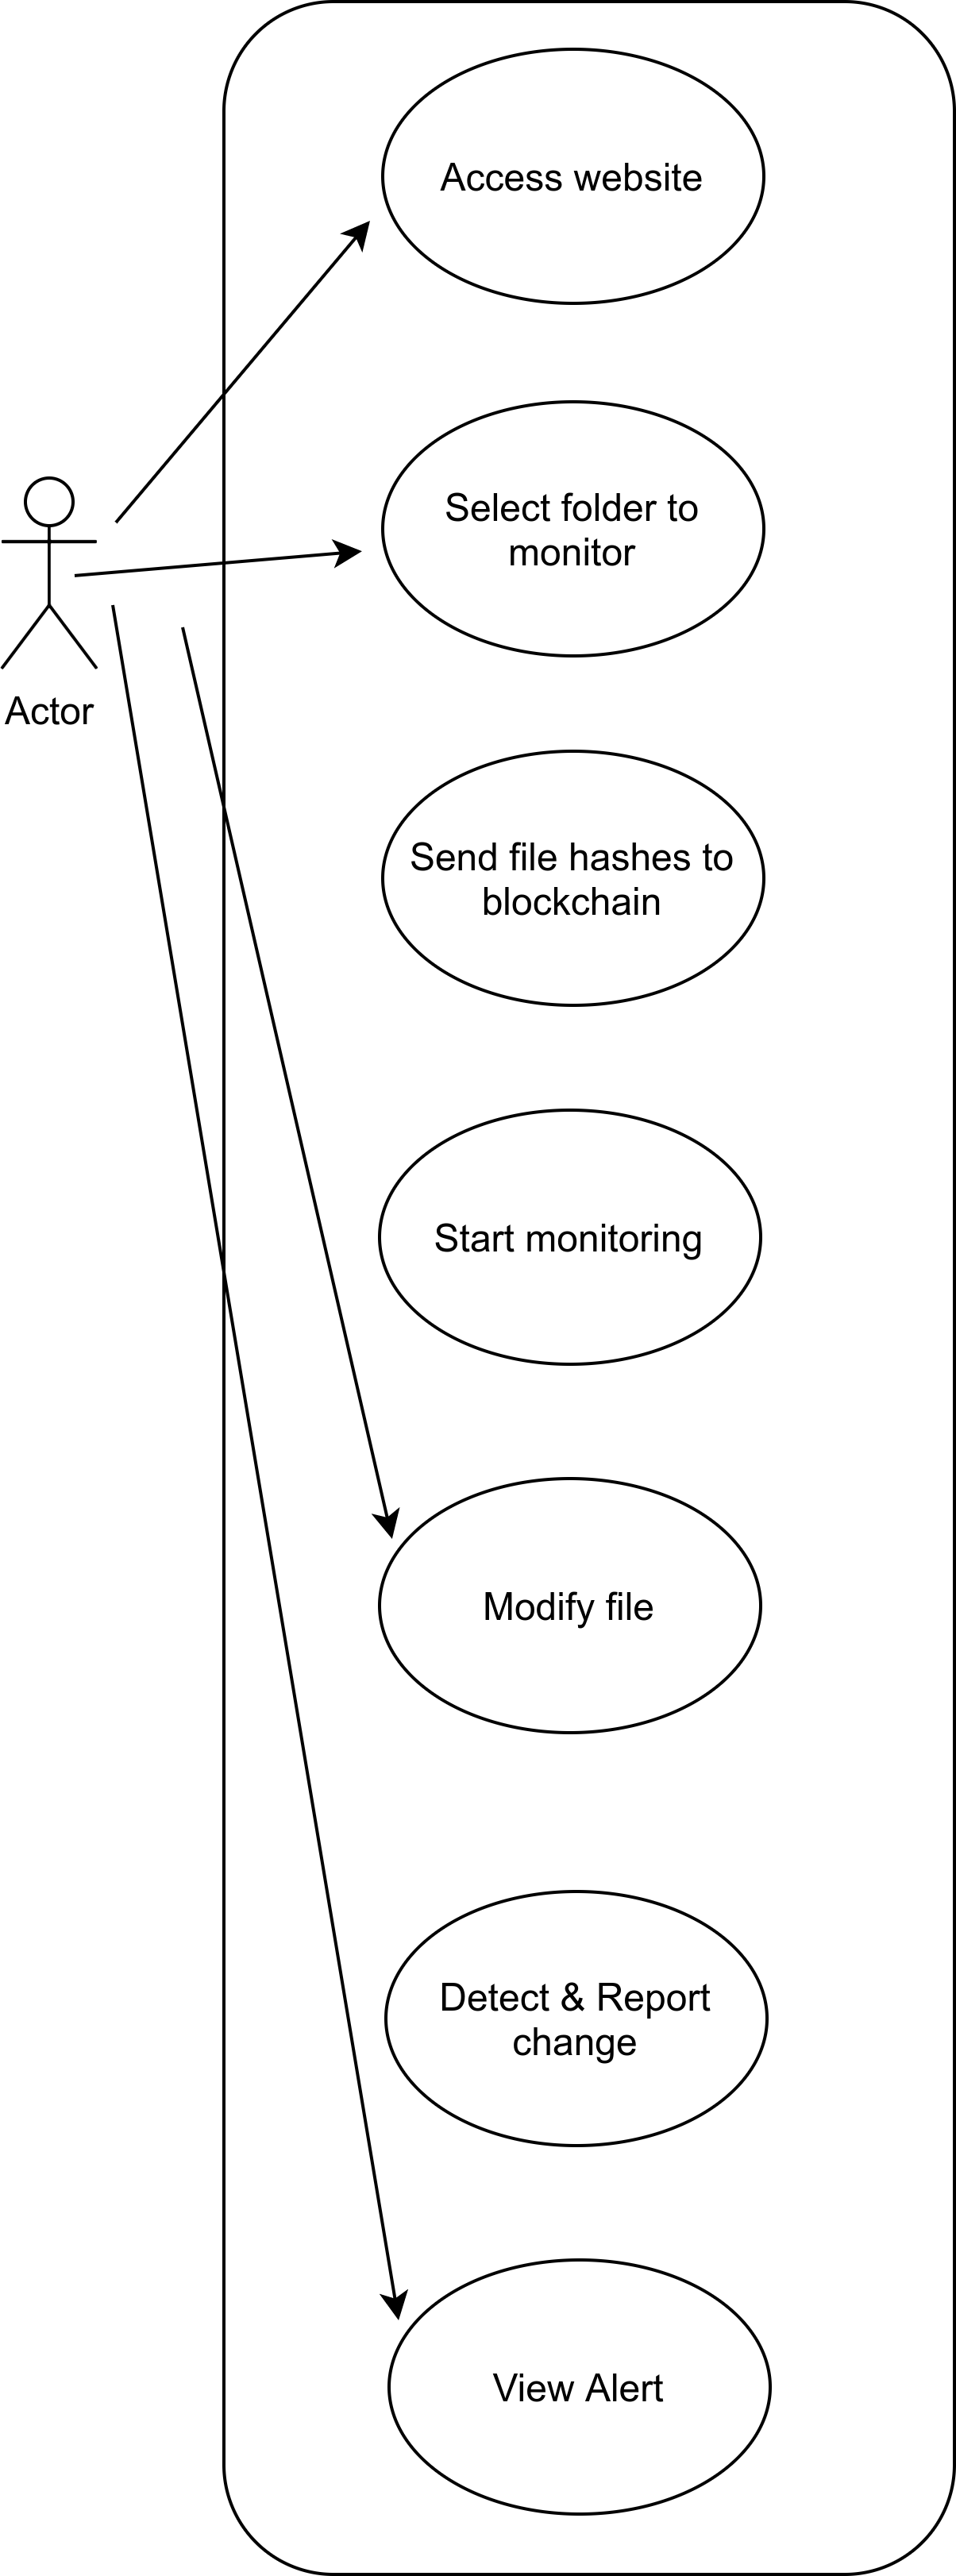 Access website
Select folder to
monitor
Actor
Send file hashes to
blockchain
Start monitoring
Modify file
Detect & Report
change
View Alert